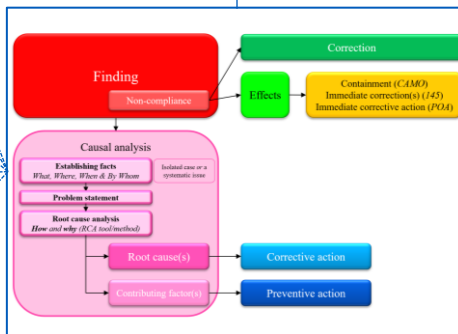 Finding
Non-compliance
Correction
Effects
Containment (CAMO)
Immediate correction(s) (145)
Immediate corrective action (POA)
Causal analysis
Establishing facts
What, Where, When & By Whom
Isolated case or a
systematic issue
Problem statement
Root cause analysis
How and why (RCA tool/method)
Root cause(s)
Corrective action
Contributing factor(s)
Preventive action